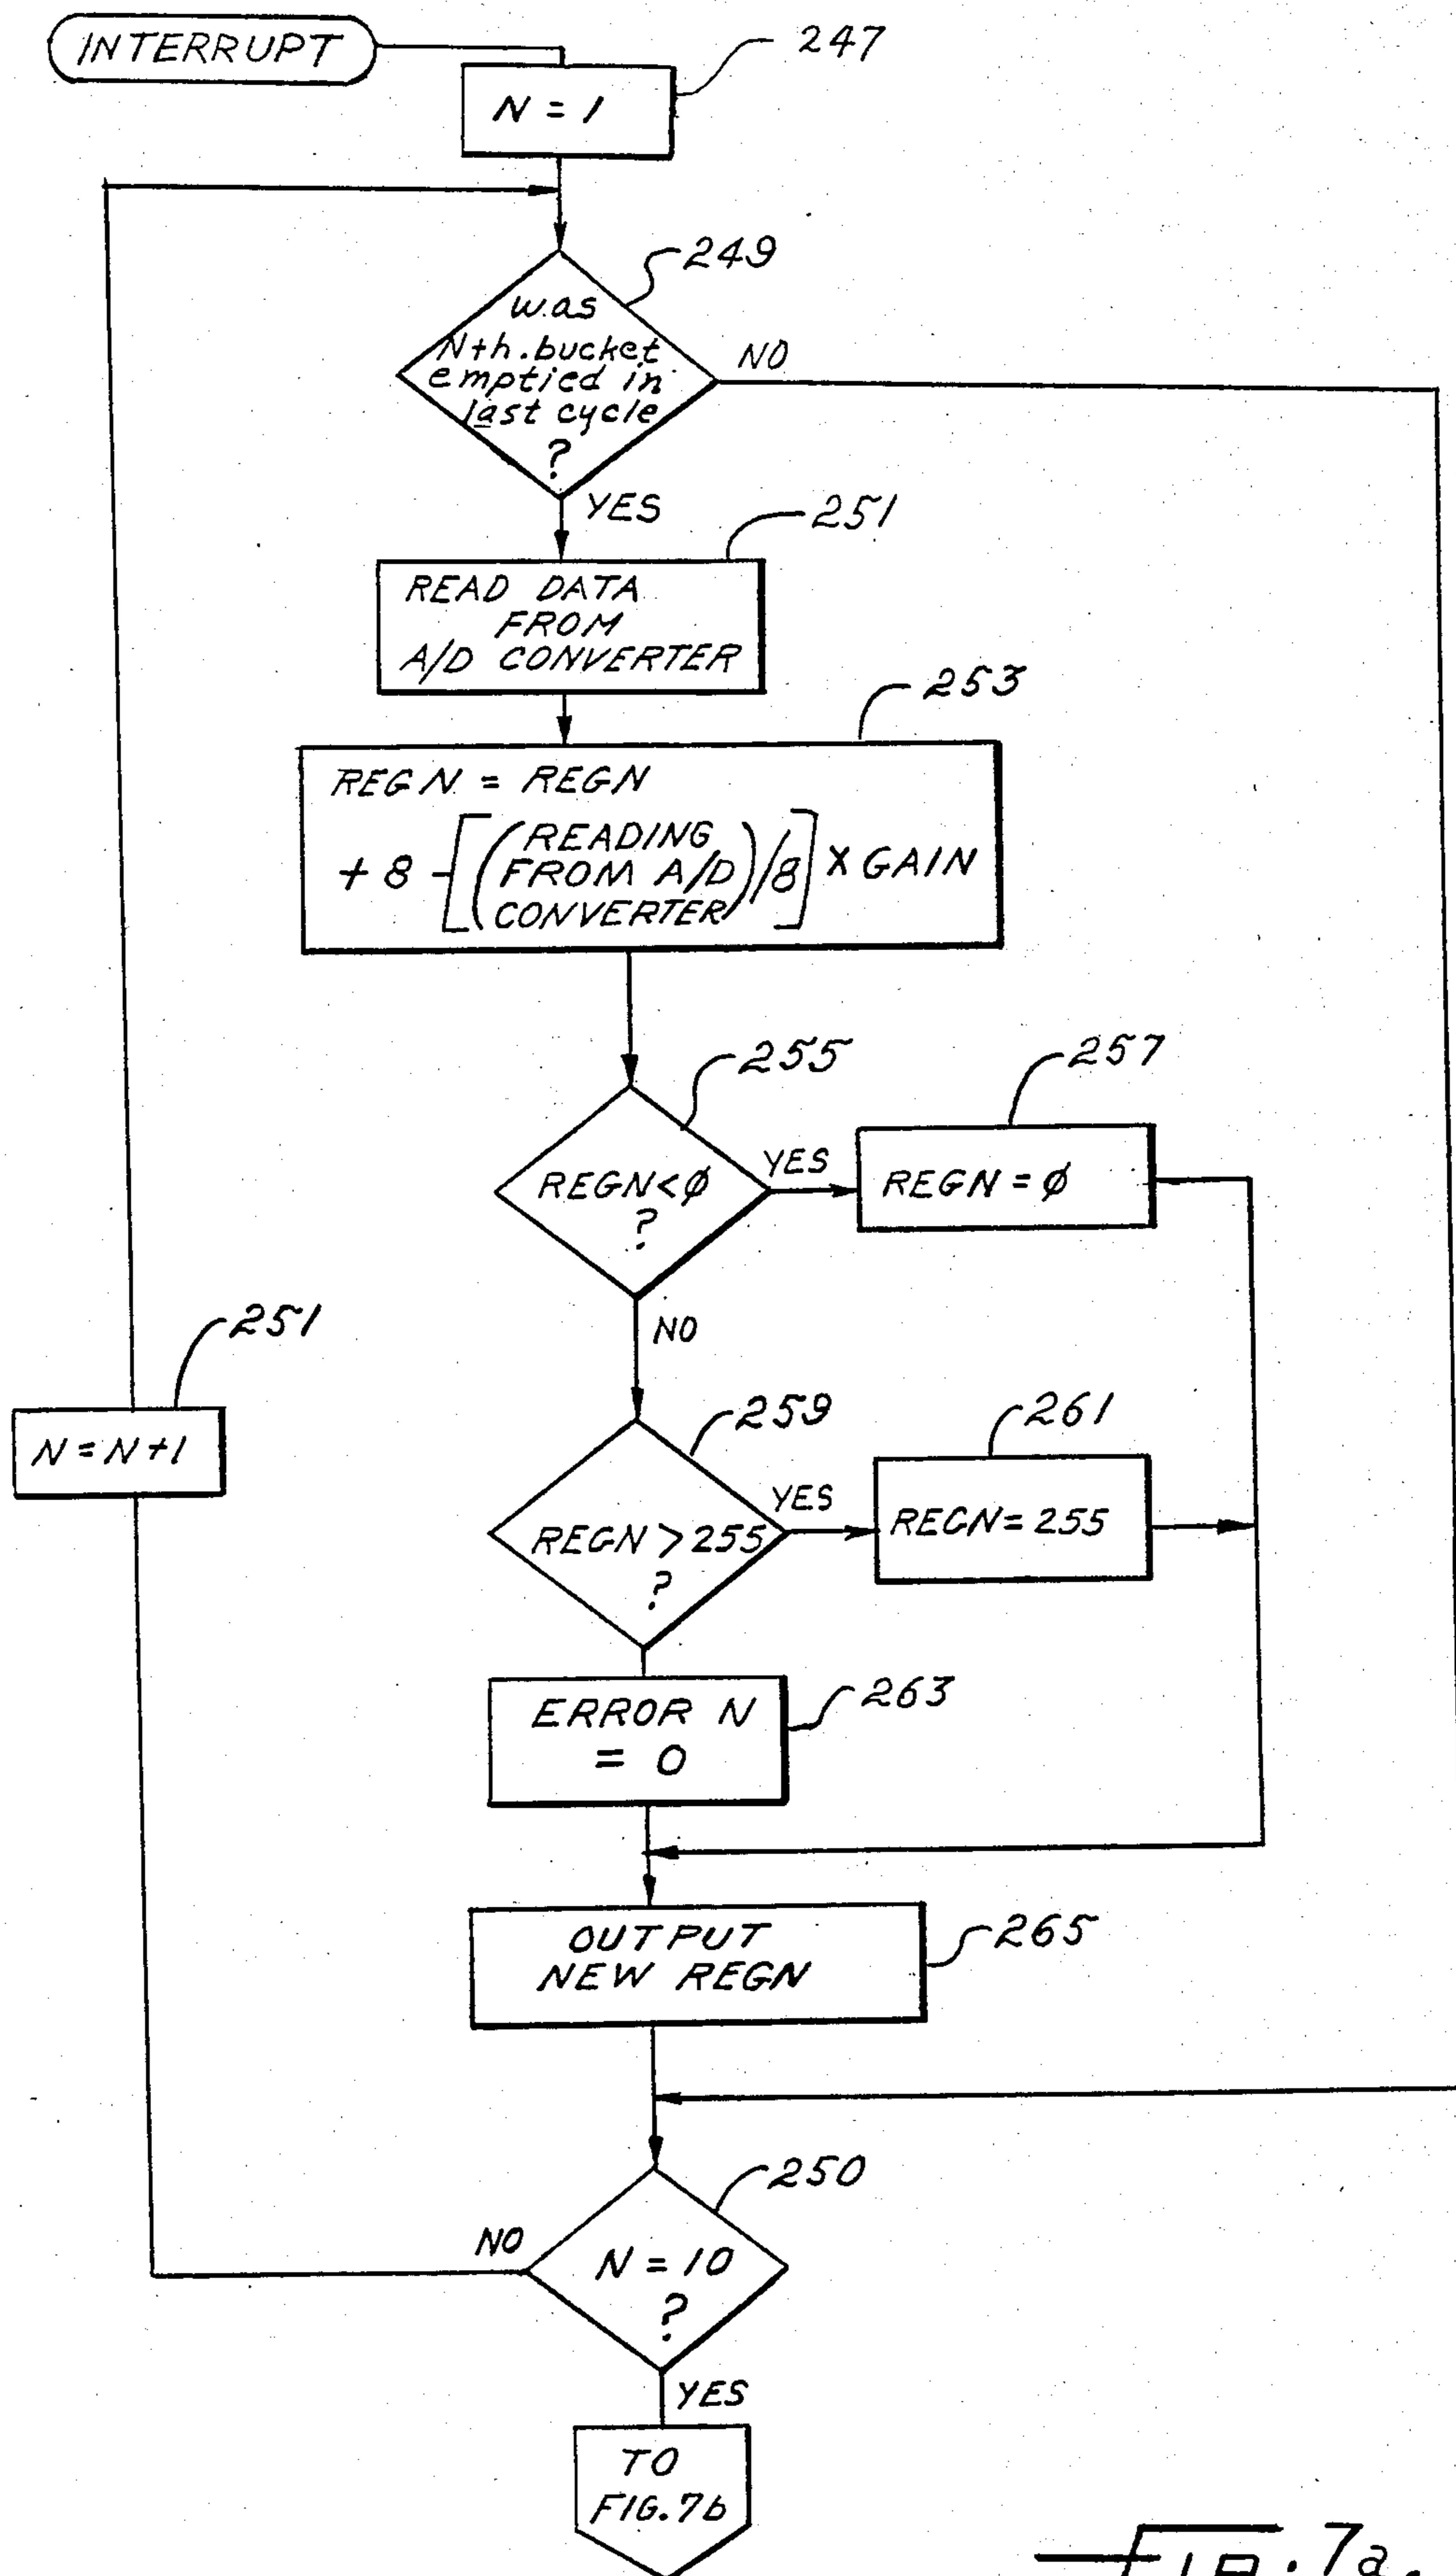 INTERRUPT
247
N = 1
249
was
Nth. bucket
emptied in
last cycle
?
NO
YES
251
READ DATA
FROM
A/D CONVERTER
253
REGN = REGN
+ 8 - [(READING
FROM A/D
CONVERTER)/8] X GAIN
255
257
REGN<Ø
?
YES
REGN = Ø
NO
251
N = N+1
259
261
REGN > 255
?
YES
REGN = 255
263
ERROR N
= 0
265
OUTPUT
NEW REGN
250
NO
N = 10
?
YES
TO
FIG. 7b
FIG. 7a.